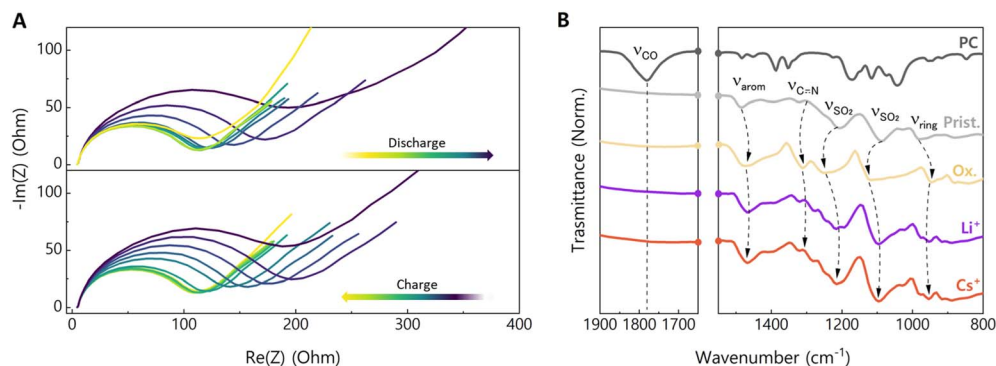 A
100
50
0
Discharge
100
50
0
Charge
-Im(Z) (Ohm)
0 100 200 300 400
Re(Z) (Ohm)
B
νCO
PC
νarom
νC=N
νSO₂
νSO₂
νring
Prist.
Ox.
Li⁺
Cs⁺
Trasmittance (Norm.)
1900 1800 1700 1400 1200 1000 800
Wavenumber (cm⁻¹)